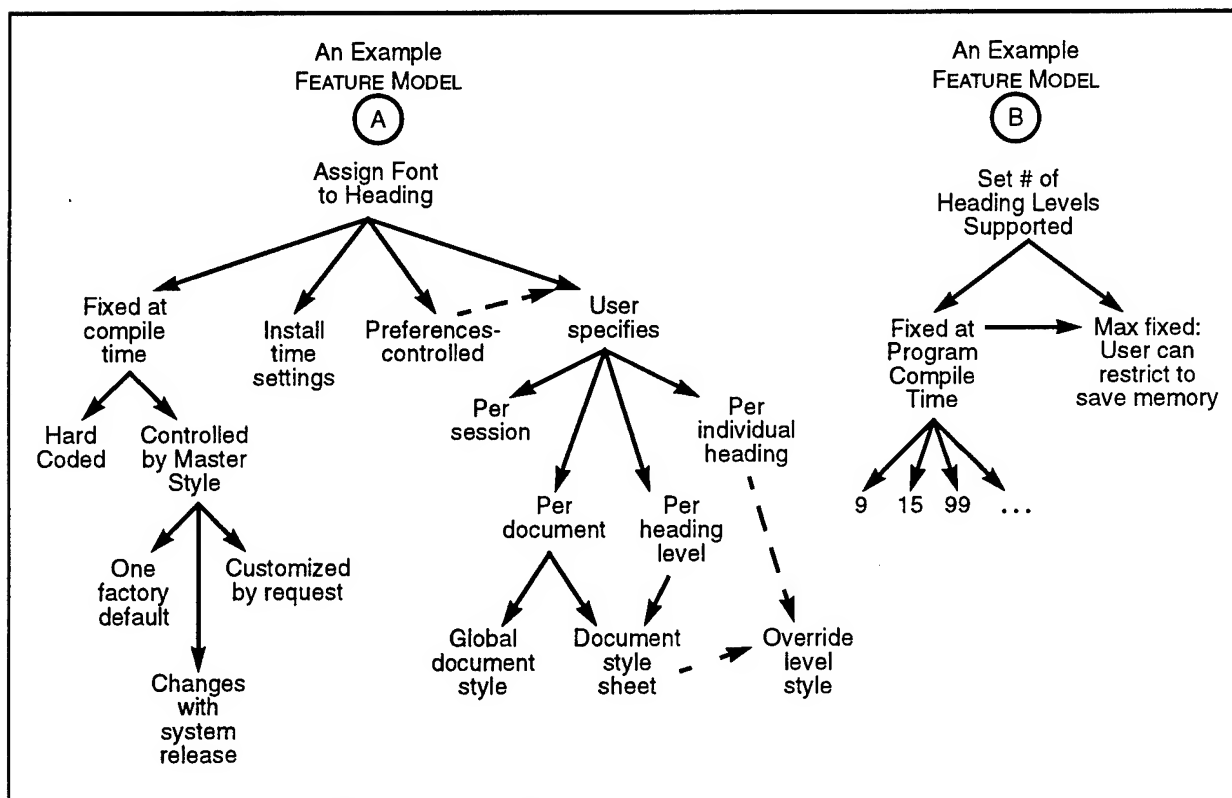 An Example
FEATURE MODEL
A
Assign Font
to Heading
Fixed at
compile
time
Install
time
settings
Preferences-
controlled
User
specifies
Hard
Coded
Controlled
by Master
Style
Per
session
Per
individual
heading
One
factory
default
Customized
by request
Per
document
Per
heading
level
Changes
with
system
release
Global
document
style
Document
style
sheet
Override
level
style
An Example
FEATURE MODEL
B
Set # of
Heading Levels
Supported
Fixed at
Program
Compile
Time
Max fixed:
User can
restrict to
save memory
9 15 99 ...